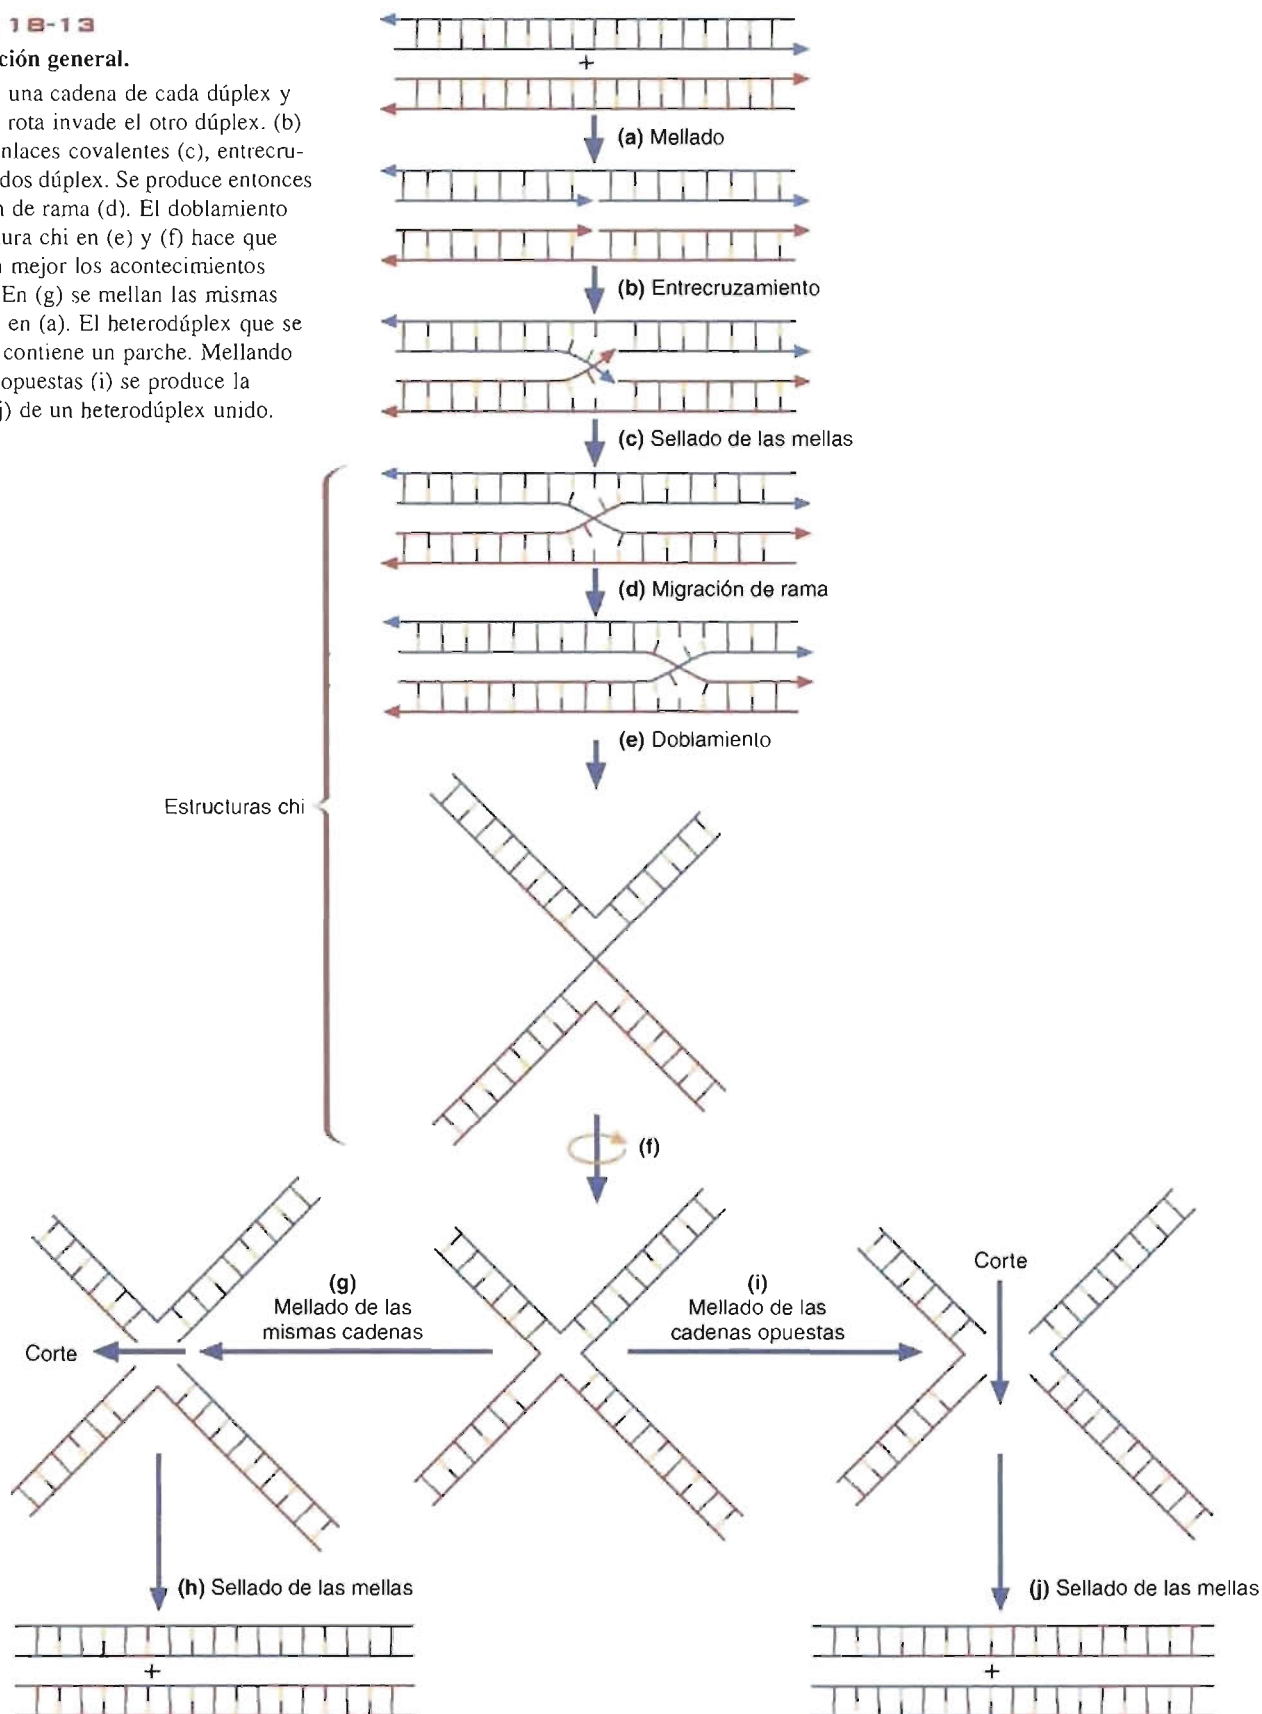 18-13
ción general.
una cadena de cada dúplex y
rota invade el otro dúplex. (b)
nlaces covalentes (c), entrecru-
dos dúplex. Se produce entonces
n de rama (d). El doblamiento
tura chi en (e) y (f) hace que
n mejor los acontecimientos
En (g) se mellan las mismas
en (a). El heterodúplex que se
contiene un parche. Mellando
opuestas (i) se produce la
j) de un heterodúplex unido.
+
(a) Mellado
(b) Entrecruzamiento
(c) Sellado de las mellas
(d) Migración de rama
(e) Doblamiento
Estructuras chi
(f)
(g)
Mellado de las
mismas cadenas
Corte
(i)
Mellado de las
cadenas opuestas
Corte
(h) Sellado de las mellas
+
(j) Sellado de las mellas
+